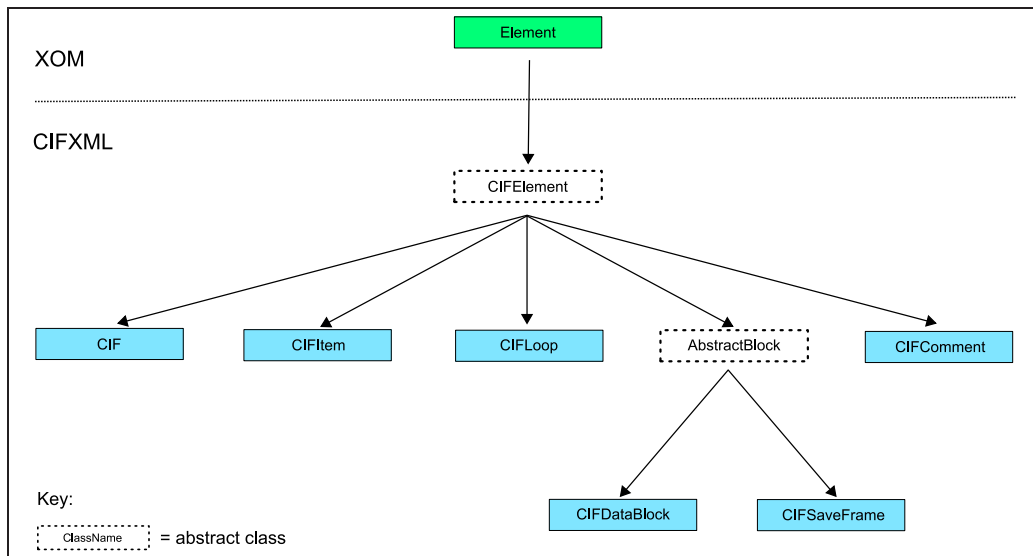 Element
XOM
CIFXML
CIFElement
CIF
CIFItem
CIFLoop
AbstractBlock
CIFComment
CIFDataBlock
CIFSaveFrame
Key:
ClassName = abstract class